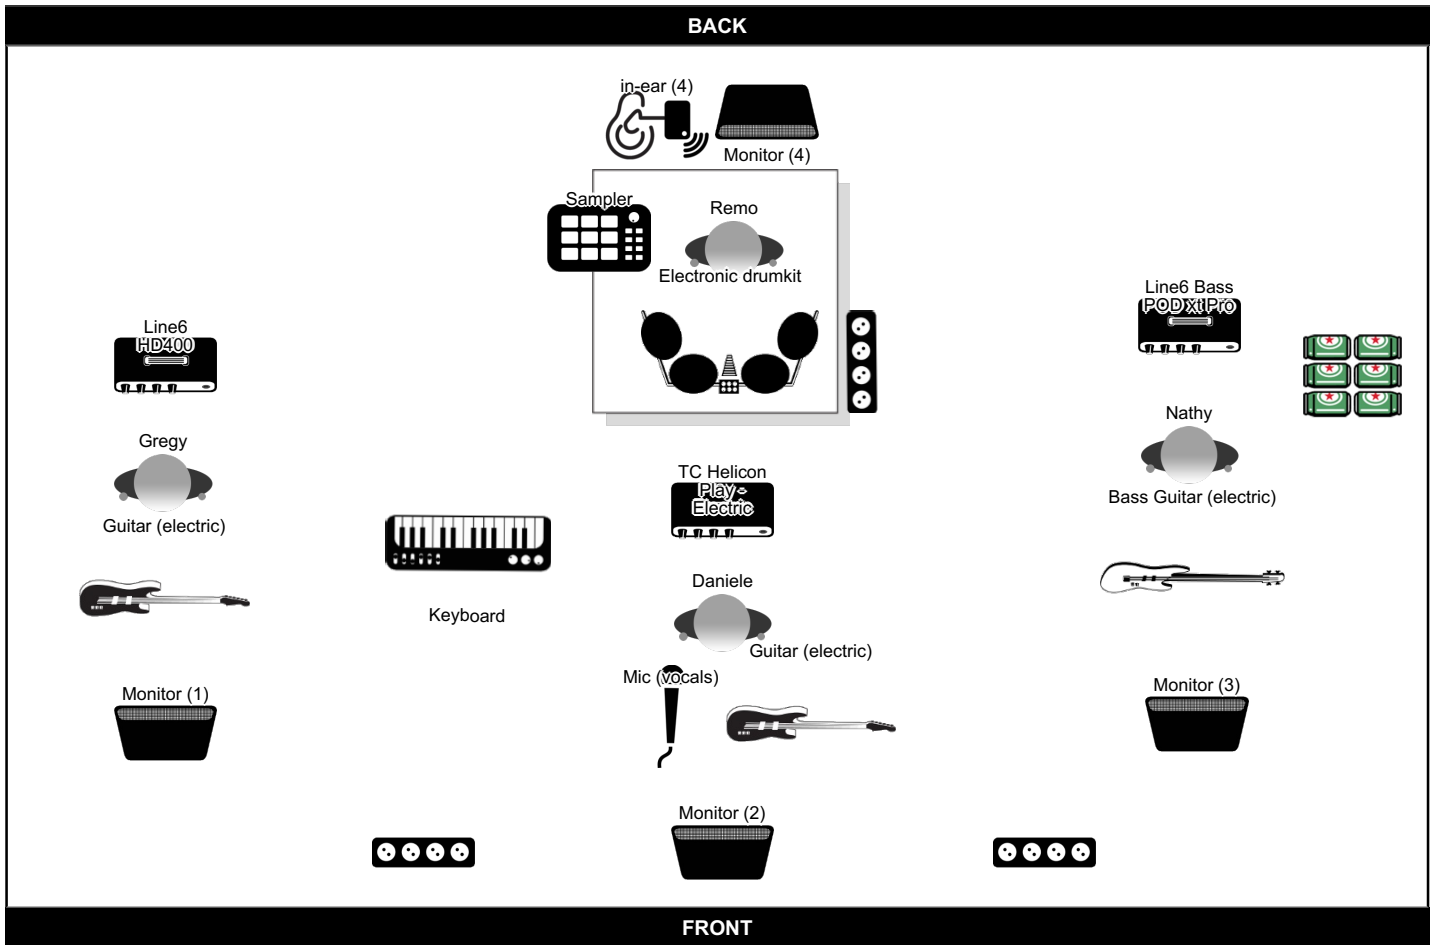 BACK
in-ear (4)
Monitor (4)
Sampler
Remo
Electronic drumkit
Line6
HD400
Line6 Bass
POD Xt Pro
Gregy
Guitar (electric)
Nathy
Bass Guitar (electric)
TC Helicon
Play -
Electric
Keyboard
Daniele
Guitar (electric)
Mic (vocals)
Monitor (1)
Monitor (3)
Monitor (2)
FRONT